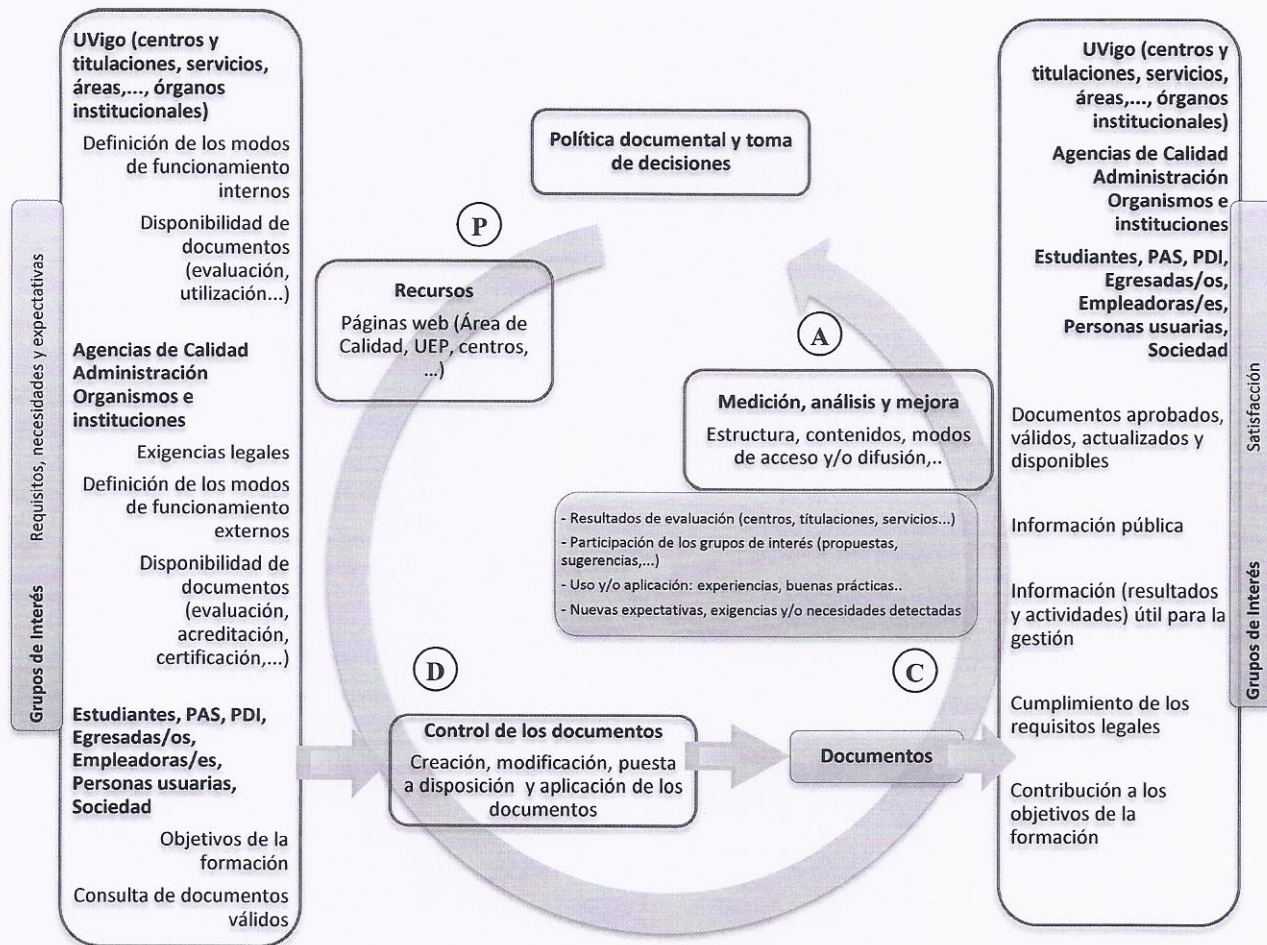 UVigo (centros y
titulaciones, servicios,
áreas,..., órganos
institucionales)
Definición de los modos
de funcionamiento
internos
Disponibilidad de
documentos
(evaluación,
utilización...)
Agencias de Calidad
Administración
Organismos e
instituciones
Exigencias legales
Definición de los modos
de funcionamiento
externos
Disponibilidad de
documentos
(evaluación,
acreditación,
certificación,...)
Estudiantes, PAS, PDI,
Egresadas/os,
Empleadoras/es,
Personas usuarias,
Sociedad
Objetivos de la
formación
Consulta de documentos
válidos
Grupos de Interés
Requisitos, necesidades y expectativas
Política documental y toma
de decisiones
P
Recursos
Páginas web (Área de
Calidad, UEP, centros,
...)
A
Medición, análisis y mejora
Estructura, contenidos, modos
de acceso y/o difusión,..
- Resultados de evaluación (centros, títulaciones, servicios...)
- Participación de los grupos de interés (propuestas,
sugerencias,...)
- Uso y/o aplicación: experiencias, buenas prácticas..
- Nuevas expectativas, exigencias y/o necesidades detectadas
D
C
Control de los documentos
Creación, modificación, puesta
a disposición y aplicación de los
documentos
Documentos
UVigo (centros y
titulaciones, servicios,
áreas,..., órganos
institucionales)
Agencias de Calidad
Administración
Organismos e
instituciones
Estudiantes, PAS, PDI,
Egresadas/os,
Empleadoras/es,
Personas usuarias,
Sociedad
Documentos aprobados,
válidos, actualizados y
disponibles
Información pública
Información (resultados
y actividades) útil para la
gestión
Cumplimiento de los
requisitos legales
Contribución a los
objetivos de la
formación
Grupos de Interés
Satisfacción